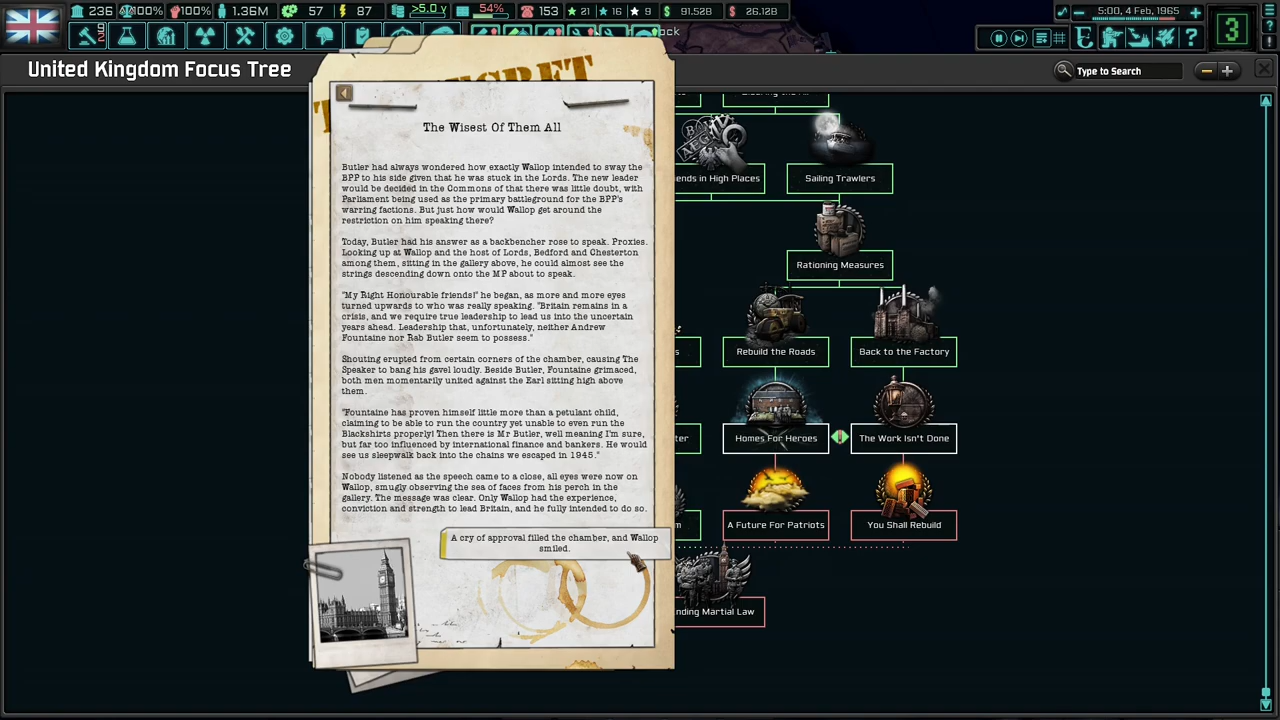 236 100% 100% 1.36M 57 87 >5.0 y 54% 153 21 16 9 $ 91.52B $ 26.12B
5:00, 4 Feb, 1965
3
United Kingdom Focus Tree
Type to Search
The Wisest Of Them All
Butler had always wondered how exactly Wallop intended to sway the
BPP to his side given that he was stuck in the Lords. The new leader
would be decided in the Commons of that there was little doubt, with
Parliament being used as the primary battleground for the BPP's
warring factions. But just how would Wallop get around the
restriction on him speaking there?
Today, Butler had his answer as a backbencher rose to speak. Proxies.
Looking up at Wallop and the host of Lords, Bedford and Chesterton
among them, sitting in the gallery above, he could almost see the
strings descending down onto the MP about to speak.
"My Right Honourable friends!" he began, as more and more eyes
turned upwards to who was really speaking. "Britain remains in a
crisis, and we require true leadership to lead us into the uncertain
years ahead. Leadership that, unfortunately, neither Andrew
Fountaine nor Rab Butler seem to possess."
Shouting erupted from certain corners of the chamber, causing The
Speaker to bang his gavel loudly. Beside Butler, Fountaine grimaced,
both men momentarily united against the Earl sitting high above
them.
"Fountaine has proven himself little more than a petulant child,
claiming to be able to run the country yet unable to even run the
Blackshirts properly! Then there is Mr Butler, well meaning I'm sure,
but far too influenced by international finance and bankers. He would
see us sleepwalk back into the chains we escaped in 1945."
Nobody listened as the speech came to a close, all eyes were now on
Wallop, smugly observing the sea of faces from his perch in the
gallery. The message was clear. Only Wallop had the experience,
conviction and strength to lead Britain, and he fully intended to do so.
A cry of approval filled the chamber, and Wallop
smiled.
ends in High Places
Sailing Trawlers
Rationing Measures
Rebuild the Roads
Back to the Factory
Homes For Heroes
The Work Isn't Done
A Future For Patriots
You Shall Rebuild
nding Martial Law